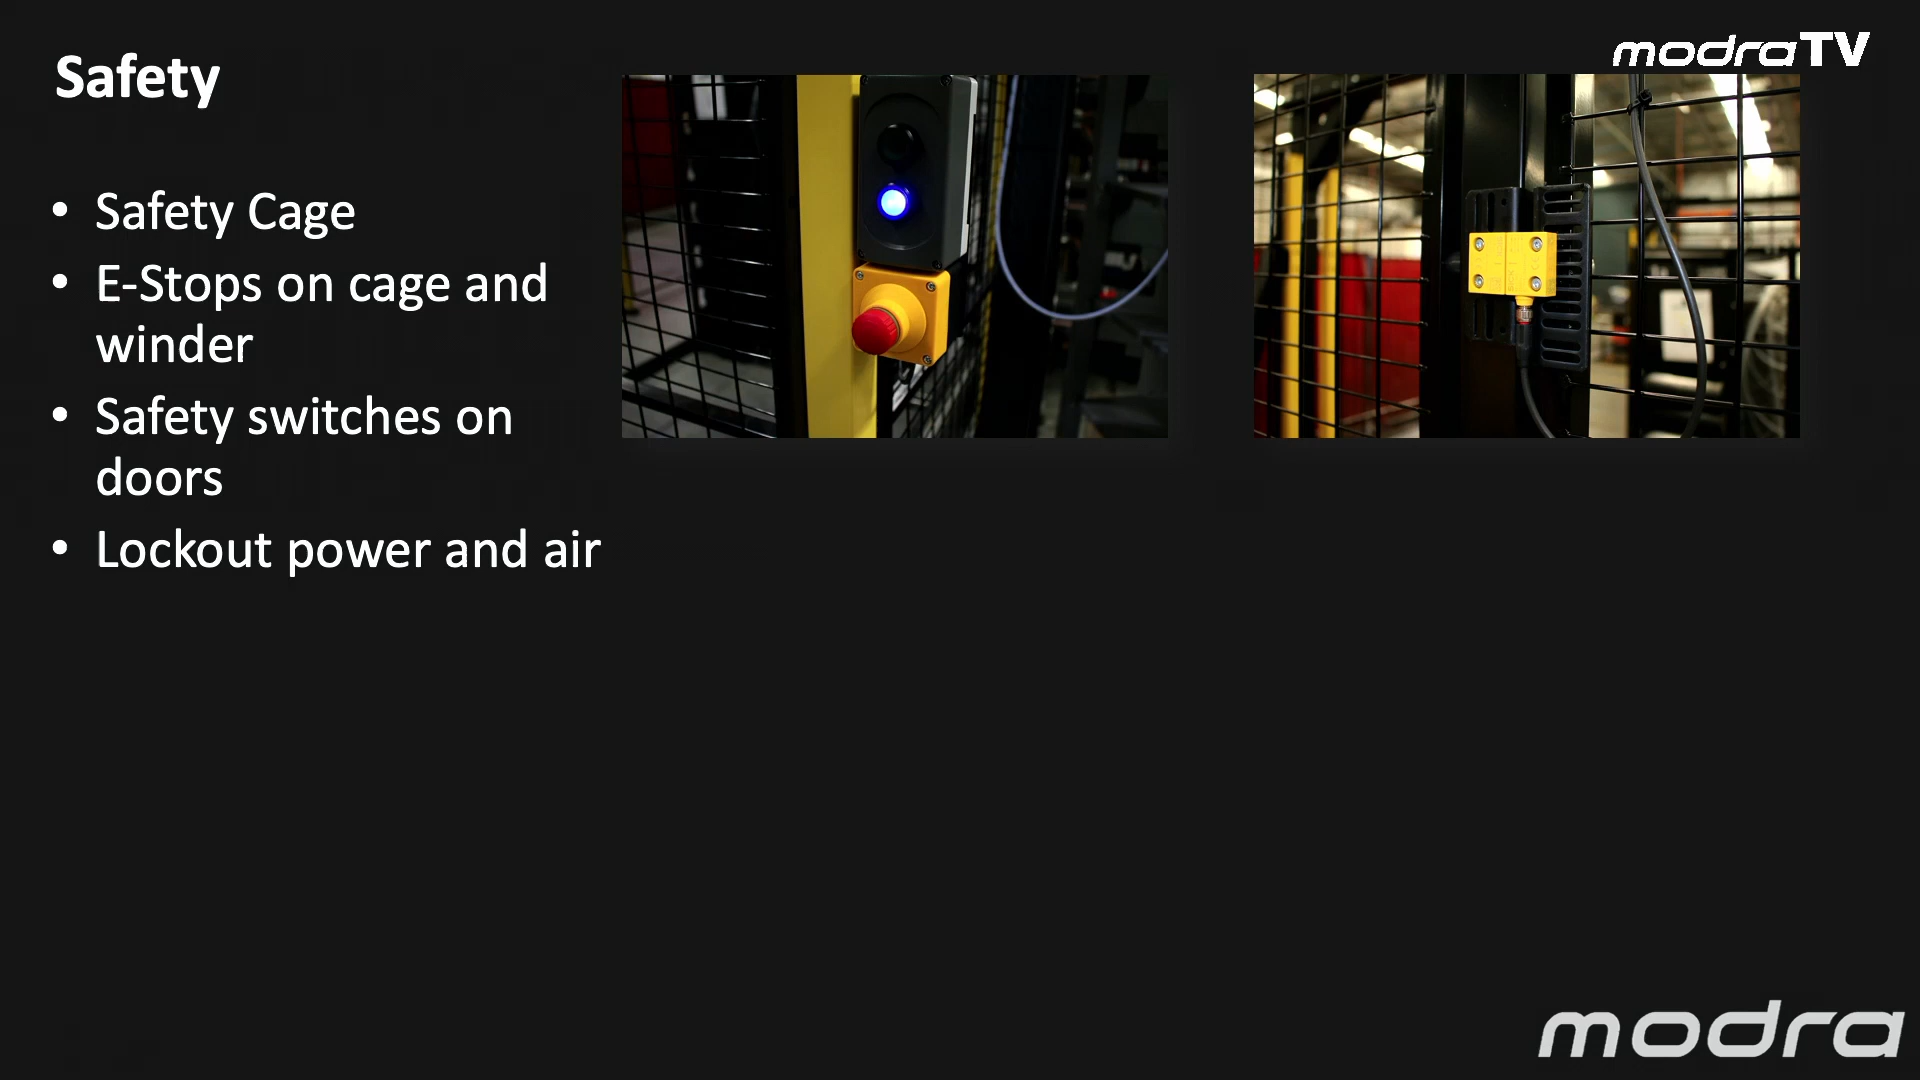 Safety
modraTV
• Safety Cage
• E-Stops on cage and
winder
• Safety switches on
doors
• Lockout power and air
modra